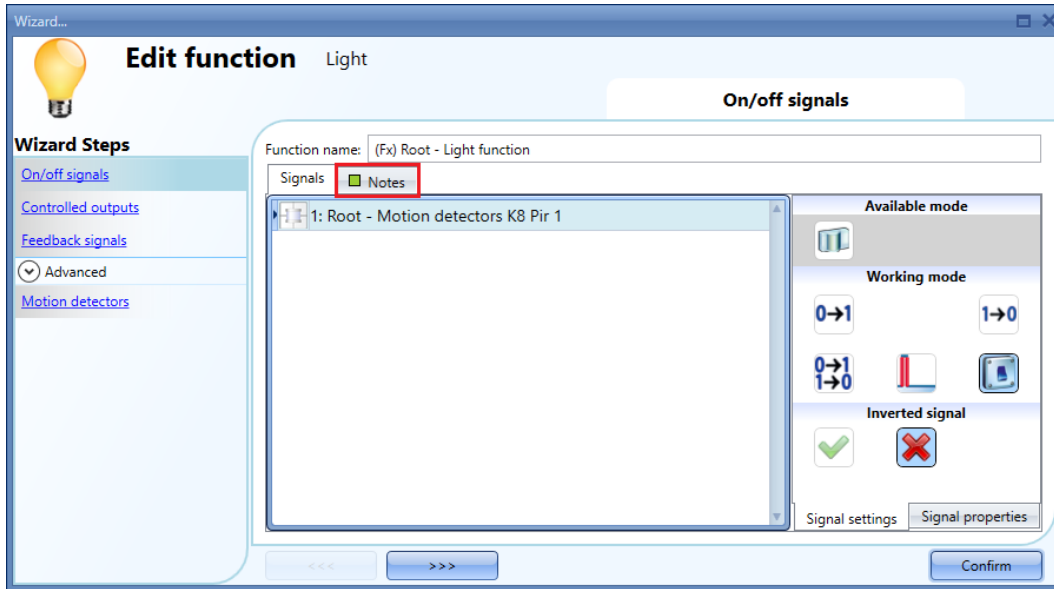 Wizard...
Edit function Light
On/off signals
Wizard Steps
On/off signals
Controlled outputs
Feedback signals
Advanced
Motion detectors
Function name: (Fx) Root - Light function
Signals Notes
1: Root - Motion detectors K8 Pir 1
Available mode
Working mode
0→1 1→0
0→1
1→0
Inverted signal
Signal settings Signal properties
<<< >>> Confirm